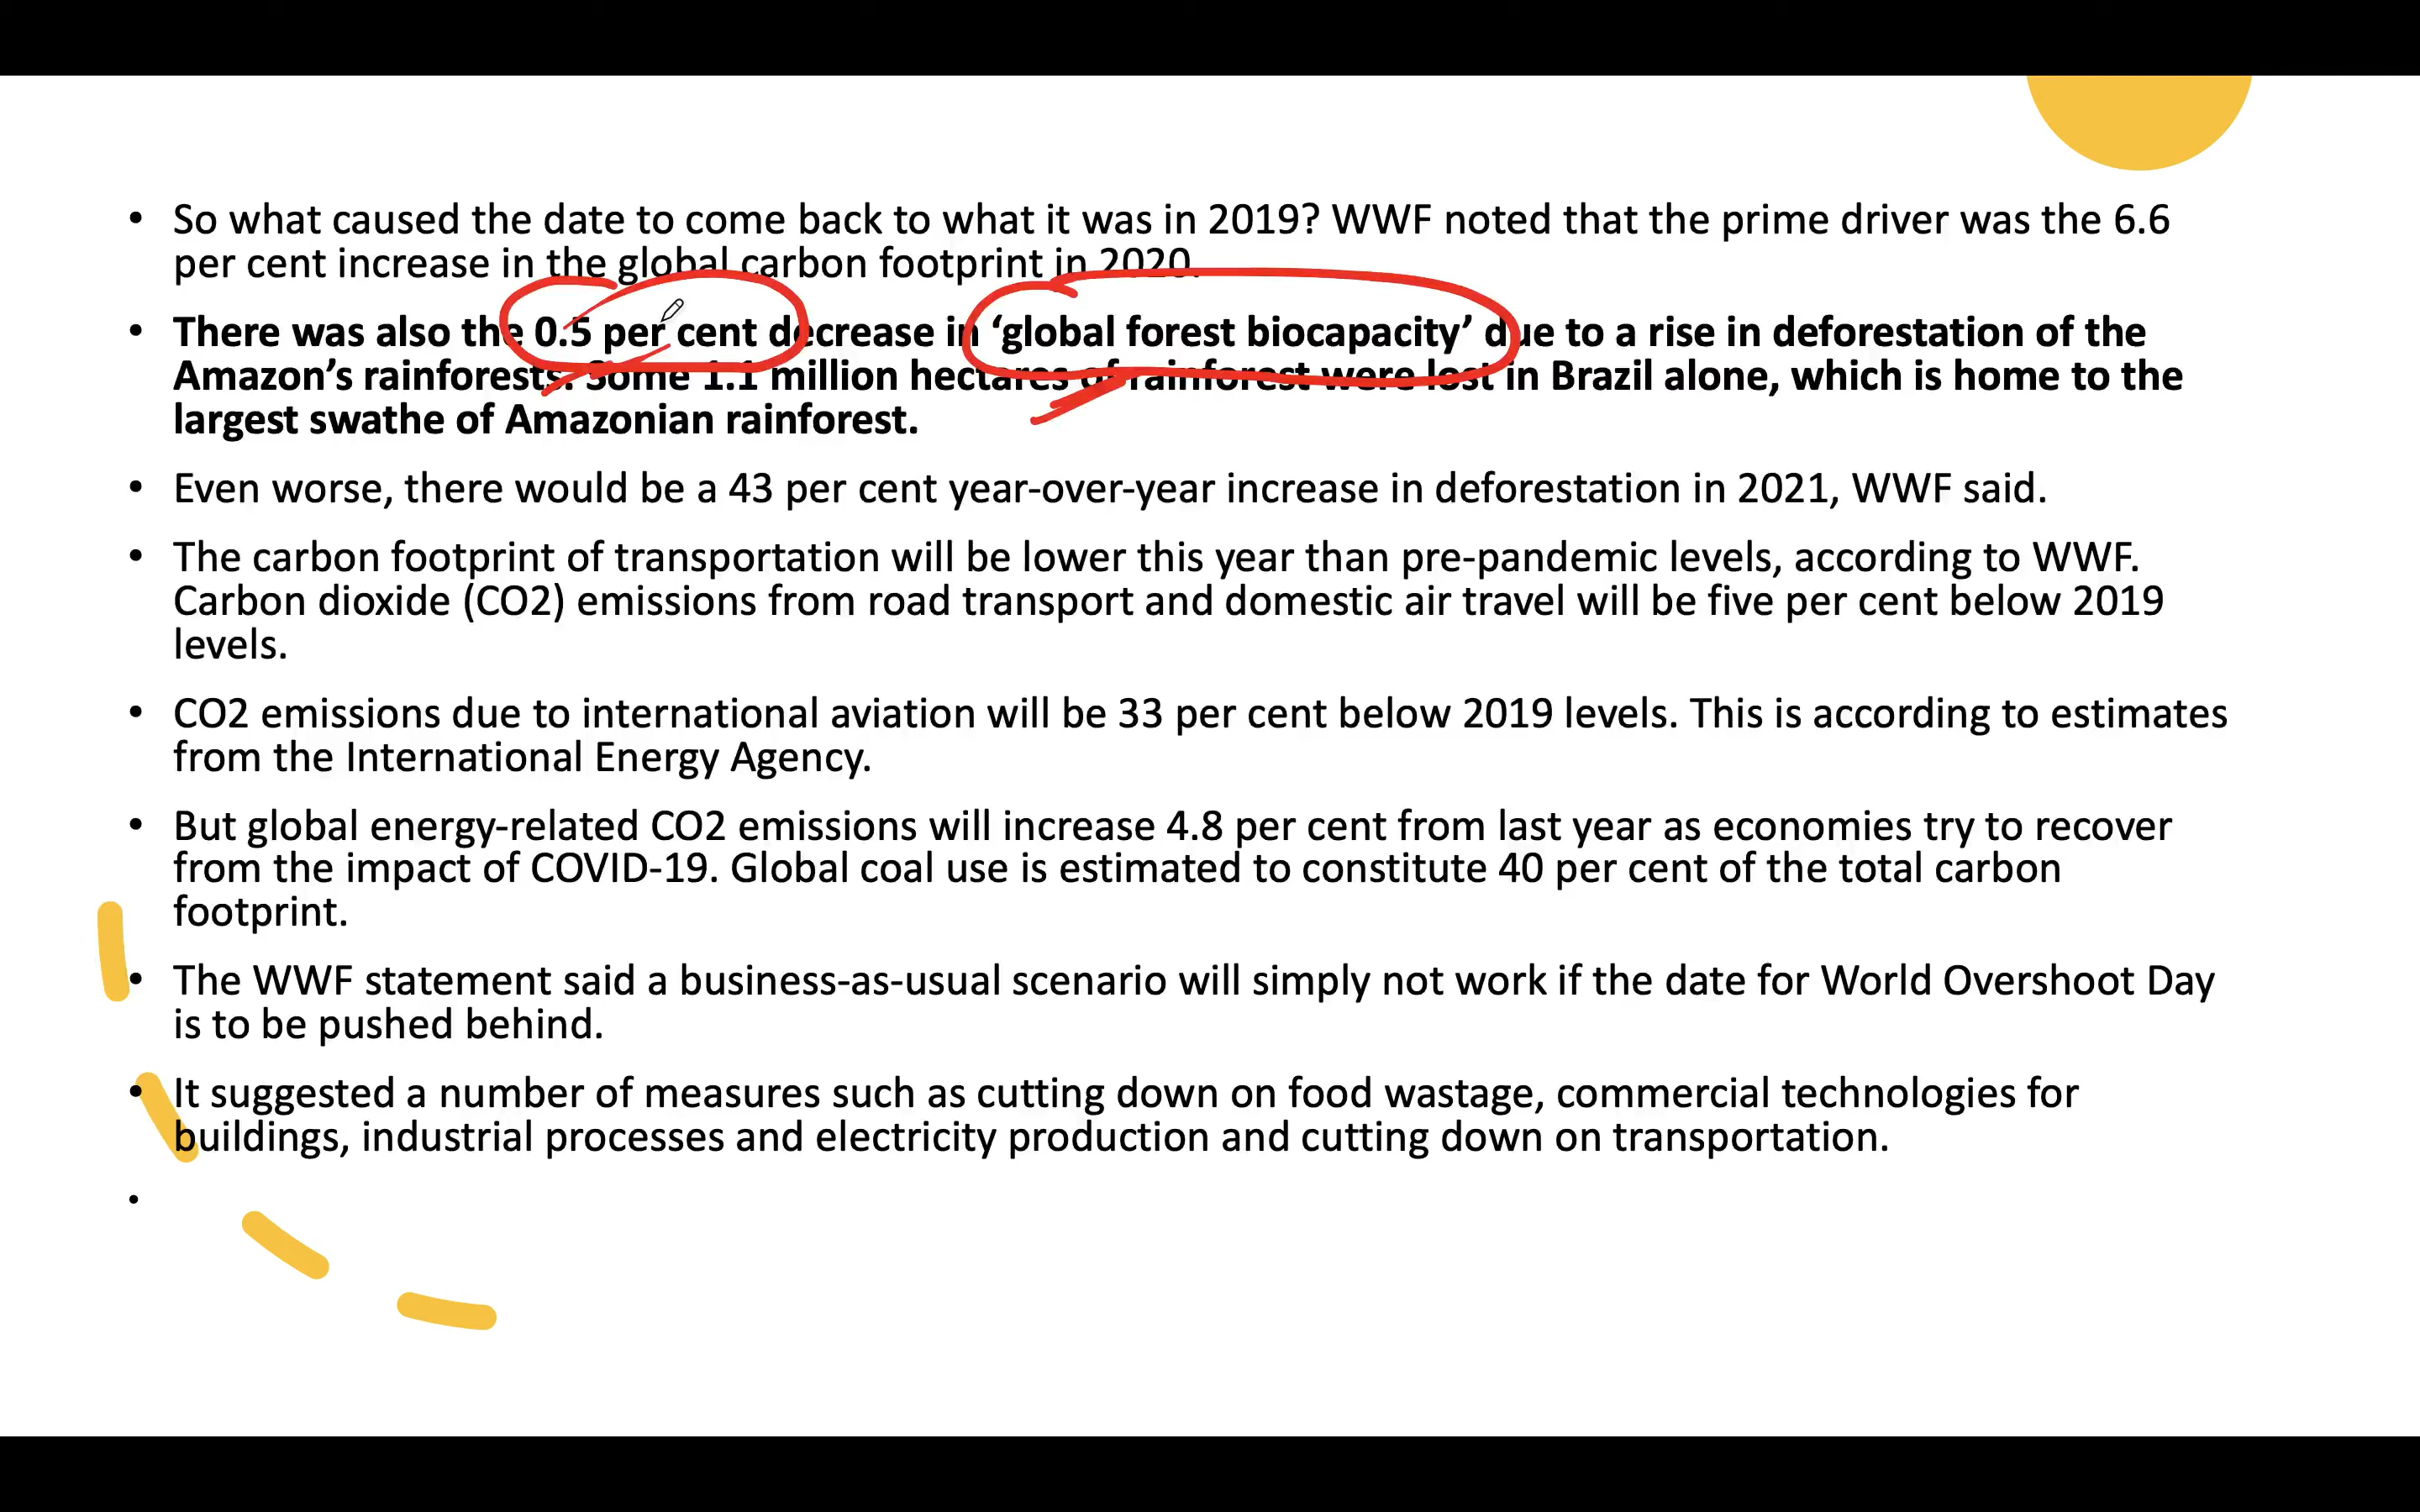 • So what caused the date to come back to what it was in 2019? WWF noted that the prime driver was the 6.6
per cent increase in the global carbon footprint in 2020.
• There was also the 0.5 per cent decrease in ‘global forest biocapacity’ due to a rise in deforestation of the
Amazon’s rainforests. Some 1.1 million hectares of rainforest were lost in Brazil alone, which is home to the
largest swathe of Amazonian rainforest.
• Even worse, there would be a 43 per cent year-over-year increase in deforestation in 2021, WWF said.
• The carbon footprint of transportation will be lower this year than pre-pandemic levels, according to WWF.
Carbon dioxide (CO2) emissions from road transport and domestic air travel will be five per cent below 2019
levels.
• CO2 emissions due to international aviation will be 33 per cent below 2019 levels. This is according to estimates
from the International Energy Agency.
• But global energy-related CO2 emissions will increase 4.8 per cent from last year as economies try to recover
from the impact of COVID-19. Global coal use is estimated to constitute 40 per cent of the total carbon
footprint.
• The WWF statement said a business-as-usual scenario will simply not work if the date for World Overshoot Day
is to be pushed behind.
• It suggested a number of measures such as cutting down on food wastage, commercial technologies for
buildings, industrial processes and electricity production and cutting down on transportation.
•